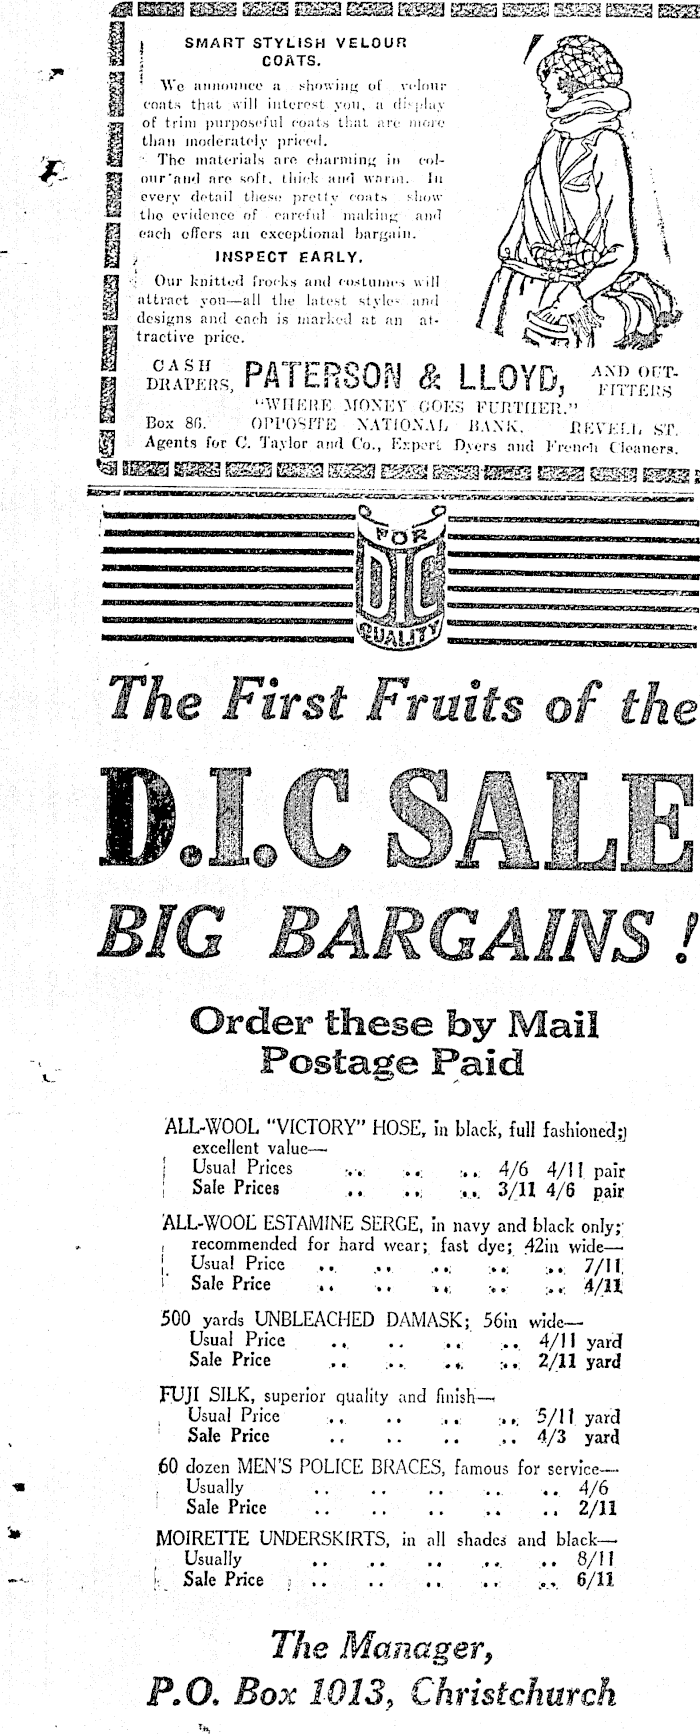 SMART STYLISH VELOUR
COATS.
We announce a showing of velour
coats that will interest you, a display
of trim purposeful coats that are more
than moderately priced.
The materials are charming in col-
our and are soft, thick and warm. In
every detail these pretty coats show
the evidence of careful making and
each offers an exceptional bargain.
INSPECT EARLY.
Our knitted frocks and costumes will
attract you—all the latest styles and
designs and each is marked at an at-
tractive price.
CASH DRAPERS, PATERSON & LLOYD, AND OUT-FITTERS
"WHERE MONEY GOES FURTHER."
Box 86. OPPOSITE NATIONAL BANK. REVELL ST.
Agents for C. Taylor and Co., Expert Dyers and French Cleaners.
FOR
DIC
QUALITY
The First Fruits of the
D.I.C SALE
BIG BARGAINS!
Order these by Mail
Postage Paid
ALL-WOOL "VICTORY" HOSE, in black, full fashioned;
excellent value—
Usual Prices .. .. .. 4/6 4/11 pair
Sale Prices .. .. .. 3/11 4/6 pair
ALL-WOOL ESTAMINE SERGE, in navy and black only;
recommended for hard wear; fast dye; 42in wide—
Usual Price .. .. .. .. .. 7/11
Sale Price .. .. .. .. .. 4/11
500 yards UNBLEACHED DAMASK; 56in wide—
Usual Price .. .. .. .. 4/11 yard
Sale Price .. .. .. .. 2/11 yard
FUJI SILK, superior quality and finish—
Usual Price .. .. .. .. 5/11 yard
Sale Price .. .. .. .. 4/3 yard
60 dozen MEN'S POLICE BRACES, famous for service—
Usually .. .. .. .. .. 4/6
Sale Price .. .. .. .. .. 2/11
MOIRETTE UNDERSKIRTS, in all shades and black—
Usually .. .. .. .. .. 8/11
Sale Price .. .. .. .. .. 6/11
The Manager,
P.O. Box 1013, Christchurch